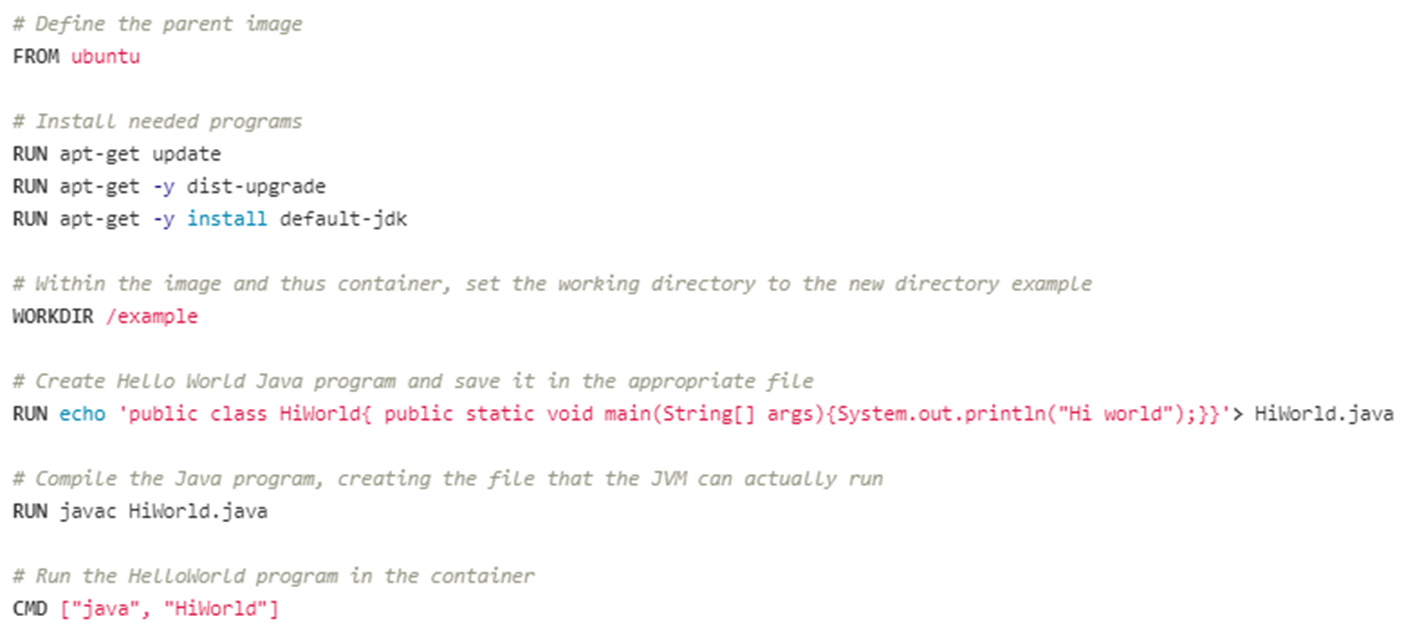 # Define the parent image
FROM ubuntu
# Install needed programs
RUN apt-get update
RUN apt-get -y dist-upgrade
RUN apt-get -y install default-jdk
# Within the image and thus container, set the working directory to the new directory example
WORKDIR /example
# Create Hello World Java program and save it in the appropriate file
RUN echo 'public class HiWorld{ public static void main(String[] args){System.out.println("Hi world");}}'> HiWorld.java
# Compile the Java program, creating the file that the JVM can actually run
RUN javac HiWorld.java
# Run the HelloWorld program in the container
CMD ["java", "HiWorld"]